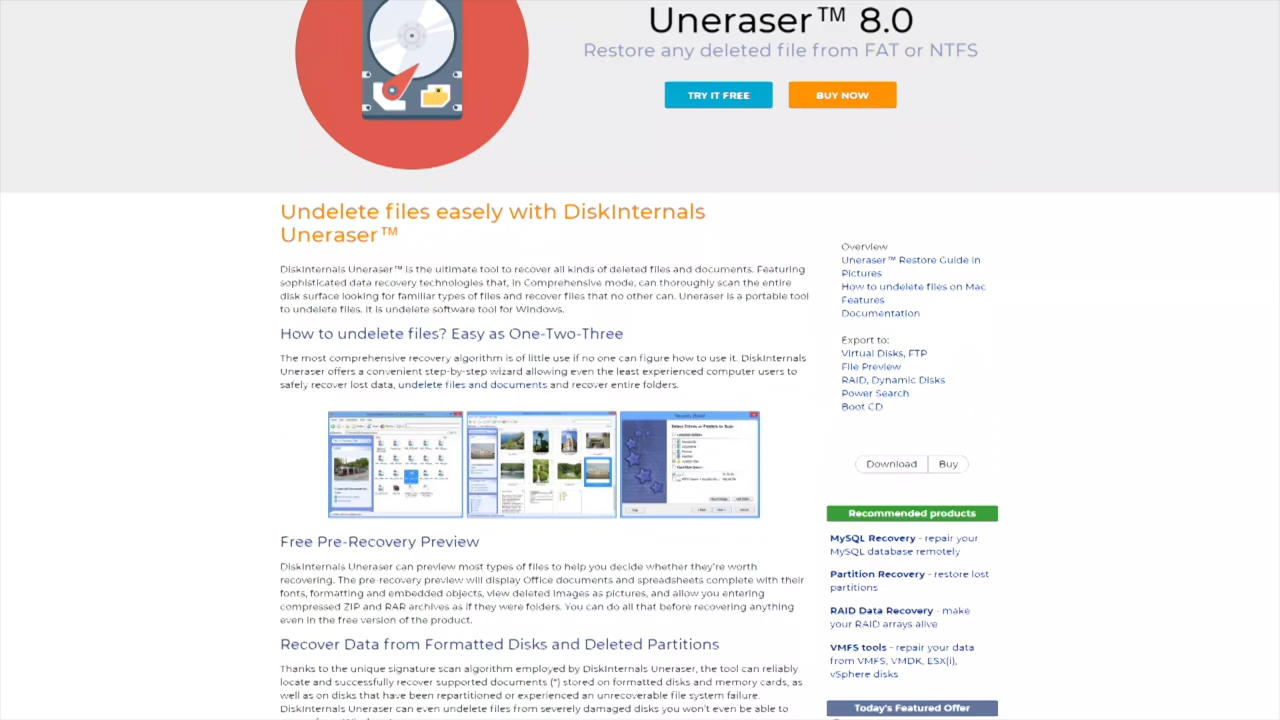 Uneraser™ 8.0
Restore any deleted file from FAT or NTFS
TRY IT FREE
BUY NOW
Undelete files easely with DiskInternals
Uneraser™
DiskInternals Uneraser™ is the ultimate tool to recover all kinds of deleted files and documents. Featuring
sophisticated data recovery technologies that, in Comprehensive mode, can thoroughly scan the entire
disk surface looking for familiar types of files and recover files that no other can. Uneraser is a portable tool
to undelete files. It is undelete software tool for Windows.
How to undelete files? Easy as One-Two-Three
The most comprehensive recovery algorithm is of little use if no one can figure how to use it. DiskInternals
Uneraser offers a convenient step-by-step wizard allowing even the least experienced computer users to
safely recover lost data, undelete files and documents and recover entire folders.
Free Pre-Recovery Preview
DiskInternals Uneraser can preview most types of files to help you decide whether they're worth
recovering. The pre-recovery preview will display Office documents and spreadsheets complete with their
fonts, formatting and embedded objects, view deleted images as pictures, and allow you entering
compressed ZIP and RAR archives as if they were folders. You can do all that before recovering anything
even in the free version of the product.
Recover Data from Formatted Disks and Deleted Partitions
Thanks to the unique signature scan algorithm employed by DiskInternals Uneraser, the tool can reliably
locate and successfully recover supported documents (*) stored on formatted disks and memory cards, as
well as on disks that have been repartitioned or experienced an unrecoverable file system failure.
DiskInternals Uneraser can even undelete files from severely damaged disks you won't even be able to
Overview
Uneraser™ Restore Guide in
Pictures
How to undelete files on Mac
Features
Documentation
Export to:
Virtual Disks, FTP
File Preview
RAID, Dynamic Disks
Power Search
Boot CD
Download
Buy
Recommended products
MySQL Recovery - repair your
MySQL database remotely
Partition Recovery - restore lost
partitions
RAID Data Recovery - make
your RAID arrays alive
VMFS tools - repair your data
from VMFS, VMDK, ESX(i),
vSphere disks
Today's Featured Offer